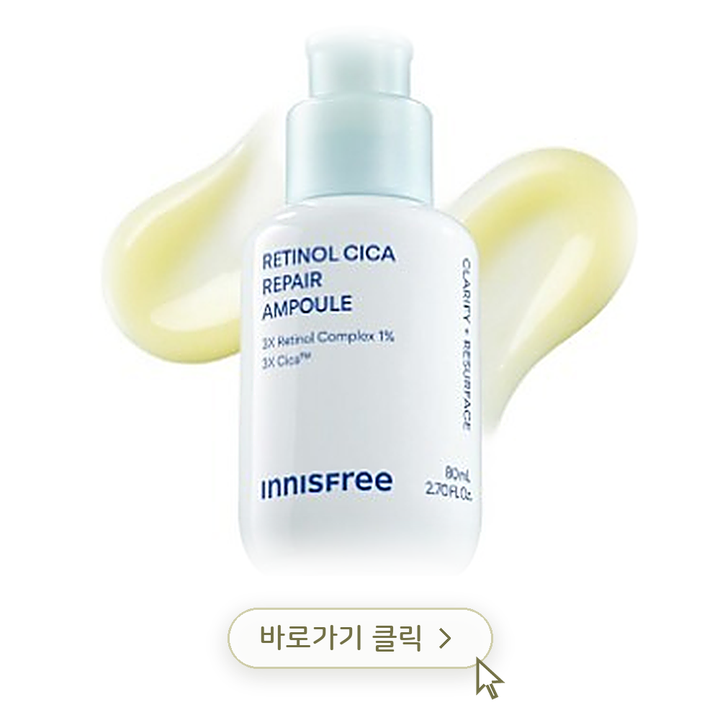 RETINOL CICA
REPAIR
AMPOULE
3X Retinol Complex 1%
3X Cica™
CLARIFY + RESURFACE
innisfree
80mL
2.70 FL.Oz.
바로가기 클릭 >